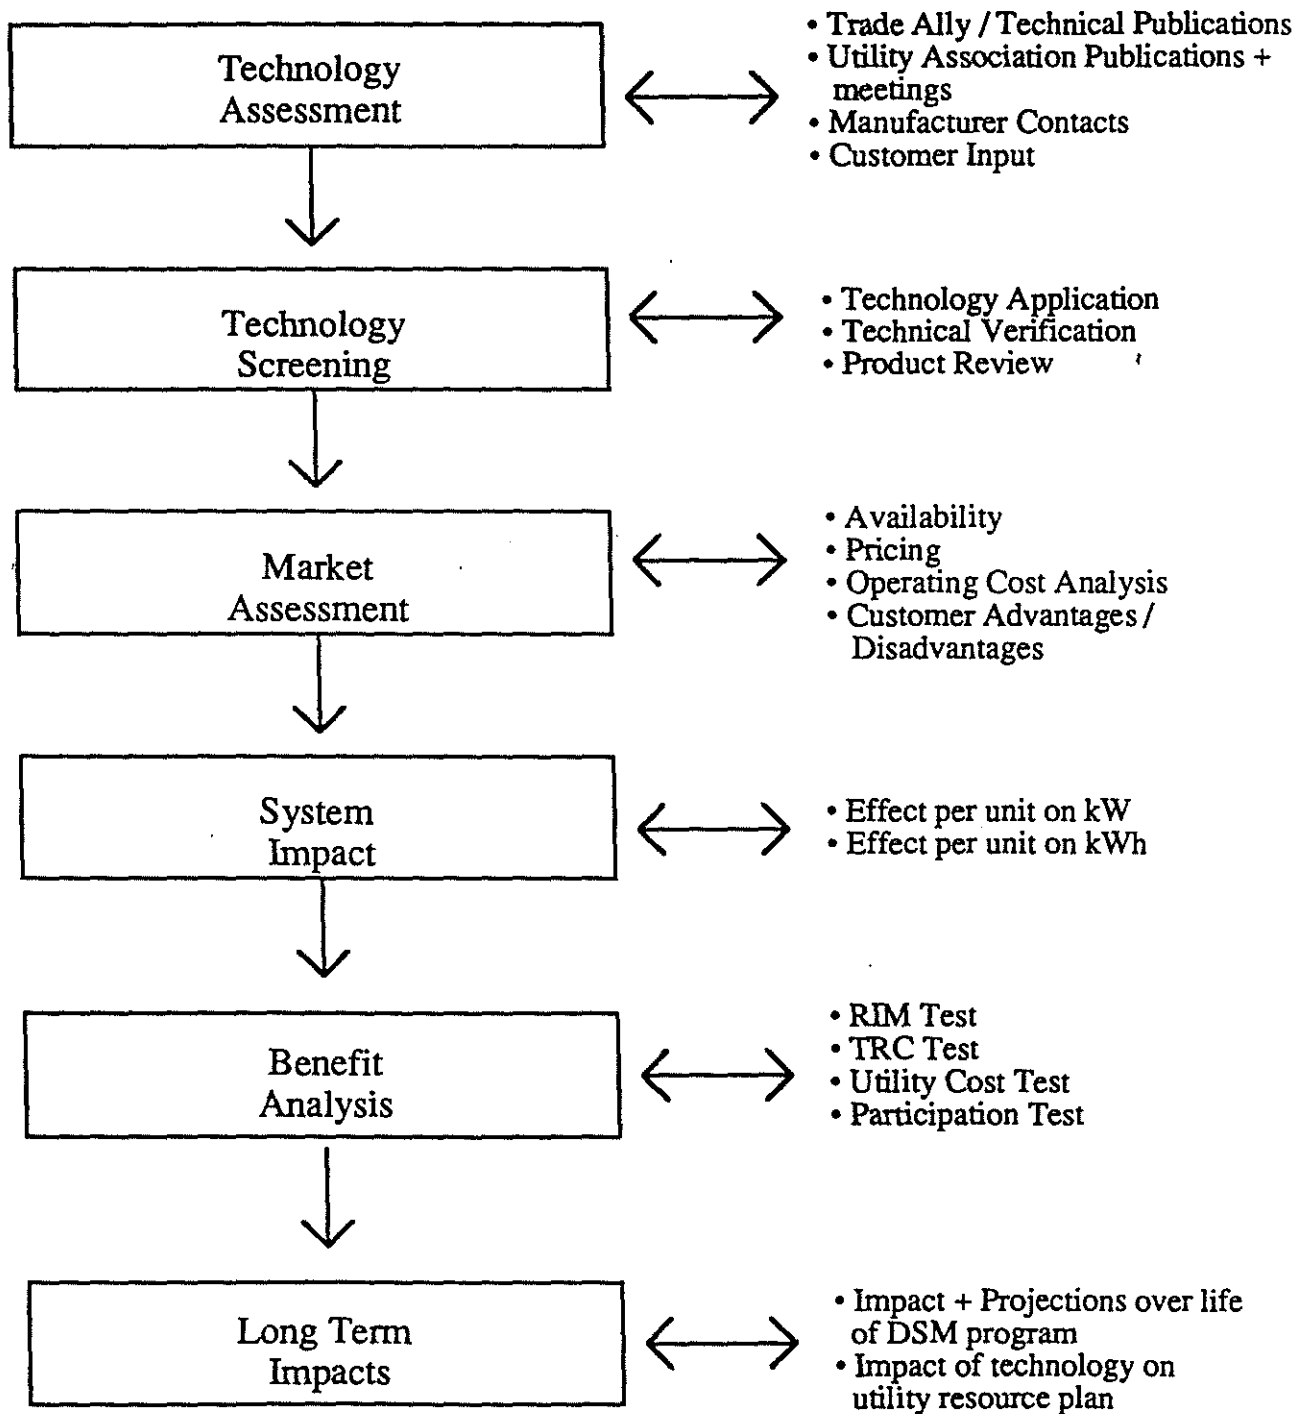 Technology
Assessment
• Trade Ally / Technical Publications
• Utility Association Publications +
meetings
• Manufacturer Contacts
• Customer Input
Technology
Screening
• Technology Application
• Technical Verification
• Product Review
Market
Assessment
• Availability
• Pricing
• Operating Cost Analysis
• Customer Advantages /
Disadvantages
System
Impact
• Effect per unit on kW
• Effect per unit on kWh
Benefit
Analysis
• RIM Test
• TRC Test
• Utility Cost Test
• Participation Test
Long Term
Impacts
• Impact + Projections over life
of DSM program
• Impact of technology on
utility resource plan